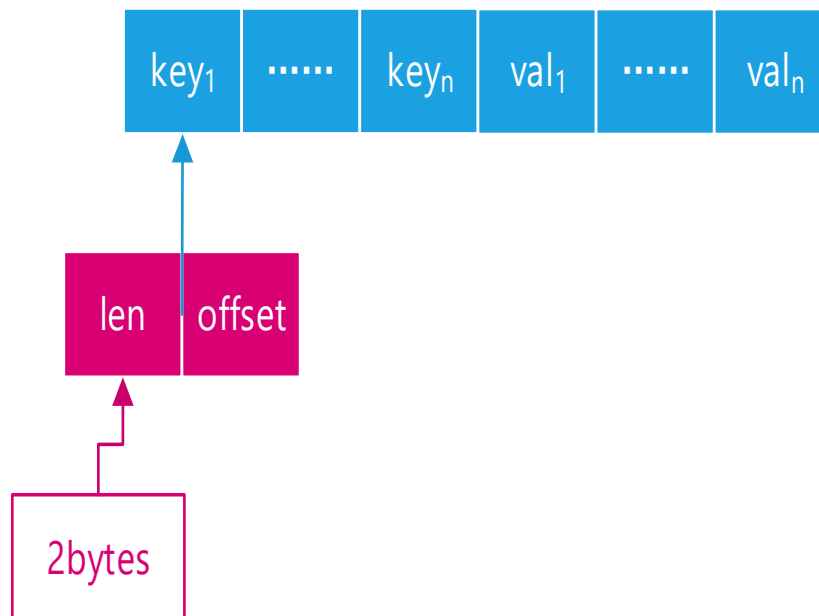 key₁ ...... keyₙ val₁ ...... valₙ
len offset
2bytes